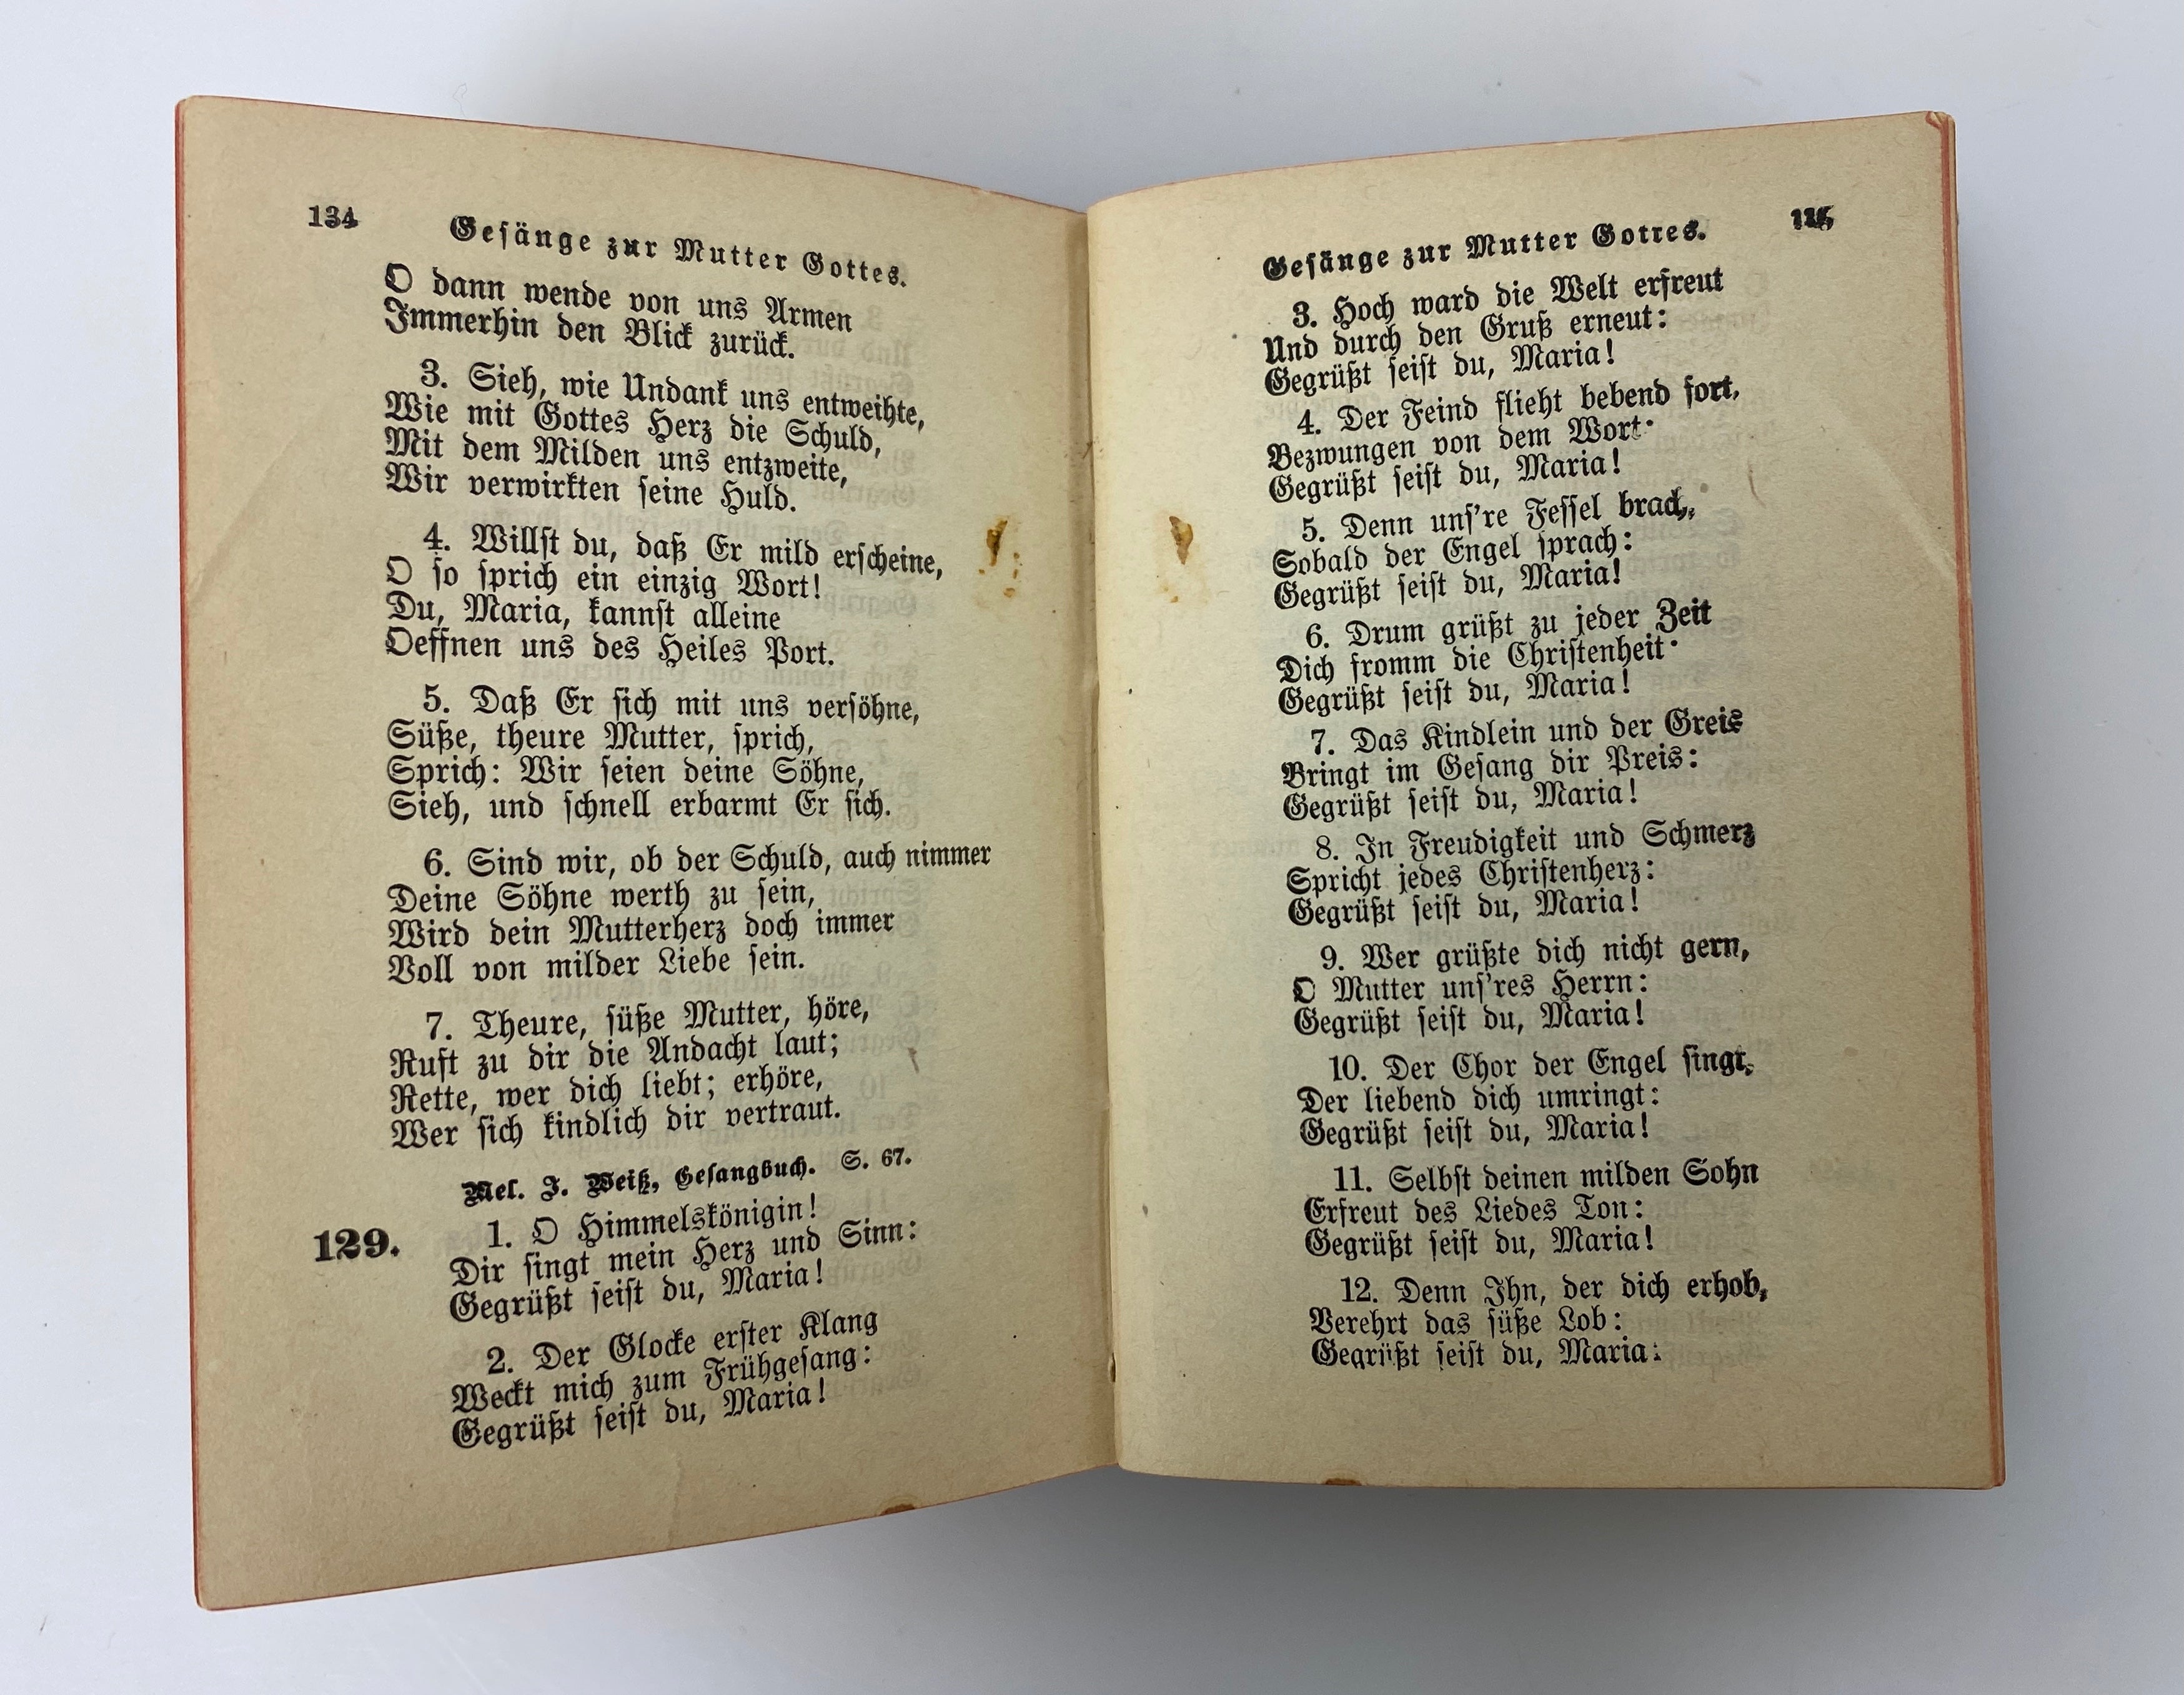 134
Gesänge zur Mutter Gottes.
O dann wende von uns Armen
Immerhin den Blick zurück.
3. Sieh, wie Undank uns entweihte,
Wie mit Gottes Herz die Schuld,
Mit dem Milden uns entzweite,
Wir verwirkten seine Huld.
4. Willst du, daß Er mild erscheine,
O so sprich ein einzig Wort!
Du, Maria, kannst alleine
Oeffnen uns des Heiles Port.
5. Daß Er sich mit uns versöhne,
Süße, theure Mutter, sprich,
Sprich: Wir seien deine Söhne,
Sieh, und schnell erbarmt Er sich.
6. Sind wir, ob der Schuld, auch nimmer
Deine Söhne werth zu sein,
Wird dein Mutterherz doch immer
Voll von milder Liebe sein.
7. Theure, süße Mutter, höre,
Ruft zu dir die Andacht laut;
Rette, wer dich liebt; erhöre,
Wer sich kindlich dir vertraut.
Mel. J. Weiß, Gesangbuch. S. 67.
129.
1. O Himmelskönigin!
Dir singt mein Herz und Sinn:
Gegrüßt seist du, Maria!
2. Der Glocke erster Klang
Weckt mich zum Frühgesang:
Gegrüßt seist du, Maria!
Gesänge zur Mutter Gottes.
3. Hoch ward die Welt erfreut
Und durch den Gruß erneut:
Gegrüßt seist du, Maria!
4. Der Feind flieht bebend fort,
Bezwungen von dem Wort:
Gegrüßt seist du, Maria!
5. Denn uns're Fessel brach,
Sobald der Engel sprach:
Gegrüßt seist du, Maria!
6. Drum grüßt zu jeder Zeit
Dich fromm die Christenheit:
Gegrüßt seist du, Maria!
7. Das Kindlein und der Greis
Bringt im Gesang dir Preis:
Gegrüßt seist du, Maria!
8. In Freudigkeit und Schmerz
Spricht jedes Christenherz:
Gegrüßt seist du, Maria!
9. Wer grüßte dich nicht gern,
O Mutter uns'res Herrn:
Gegrüßt seist du, Maria!
10. Der Chor der Engel singt,
Der liebend dich umringt:
Gegrüßt seist du, Maria!
11. Selbst deinen milden Sohn
Erfreut des Liedes Ton:
Gegrüßt seist du, Maria!
12. Denn Ihn, der dich erhob,
Verehrt das süße Lob:
Gegrüßt seist du, Maria!